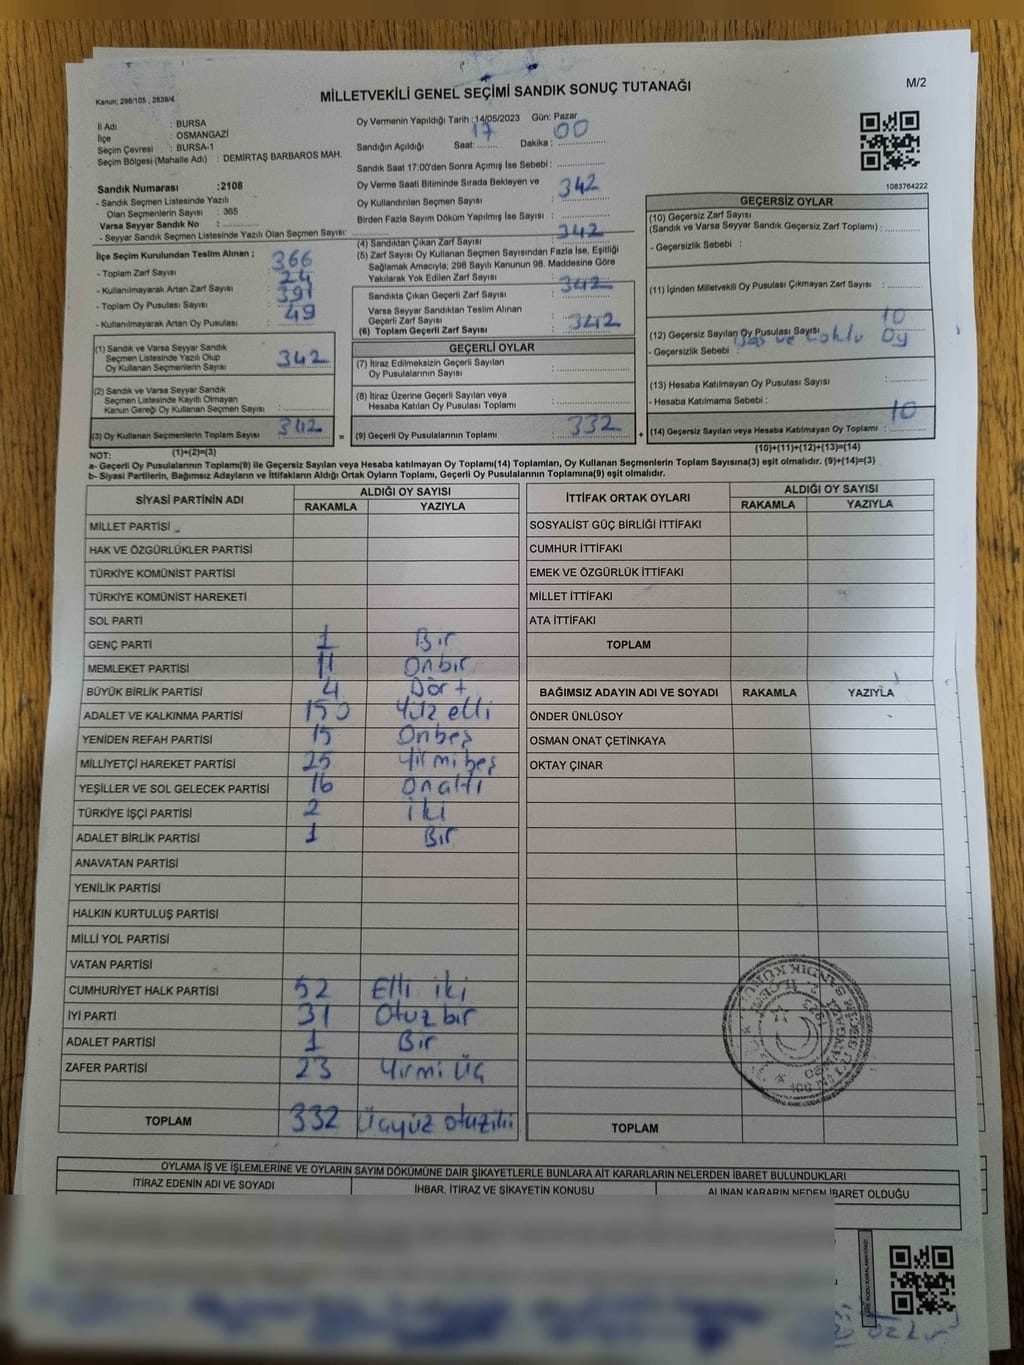 MİLLETVEKİLİ GENEL SEÇİMİ SANDIK SONUÇ TUTANAĞI
M/2
Kanun: 298/105 , 2839/4
İl Adı : BURSA
İlçe : OSMANGAZİ
Seçim Çevresi : BURSA-1
Seçim Bölgesi (Mahalle Adı) : DEMİRTAŞ BARBAROS MAH.
Sandık Numarası :2108
- Sandık Seçmen Listesinde Yazılı
Olan Seçmenlerin Sayısı : 365
Varsa Seyyar Sandık No :
- Seyyar Sandık Seçmen Listesinde Yazılı Olan Seçmen Sayısı:
Oy Vermenin Yapıldığı Tarih :14/05/2023 Gün: Pazar
Sandığın Açıldığı Saat: 17 Dakika : 00
Sandık Saat 17:00'den Sonra Açımış İse Sebebi :
Oy Verme Saati Bitiminde Sırada Bekleyen ve
Oy Kullandırılan Seçmen Sayısı : 342
Birden Fazla Sayım Döküm Yapılmış İse Sayısı :
1083764222
İlçe Seçim Kurulundan Teslim Alınan ;
- Toplam Zarf Sayısı : 366
- Kullanılmayarak Artan Zarf Sayısı : 24
- Toplam Oy Pusulası Sayısı : 391
- Kullanılmayarak Artan Oy Pusulası : 49
(1) Sandık ve Varsa Seyyar Sandık
Seçmen Listesinde Yazılı Olup
Oy Kullanan Seçmenlerin Sayısı : 342
(2) Sandık ve Varsa Seyyar Sandık
Seçmen Listesinde Kayıtlı Olmayan
Kanun Gereği Oy Kullanan Seçmen Sayısı :
(3) Oy Kullanan Seçmenlerin Toplam Sayısı : 342 =
(4) Sandıktan Çıkan Zarf Sayısı : 342
(5) Zarf Sayısı Oy Kullanan Seçmen Sayısından Fazla İse, Eşitliği
Sağlamak Amacıyla, 298 Sayılı Kanunun 98. Maddesine Göre
Yakılarak Yok Edilen Zarf Sayısı :
Sandıkta Çıkan Geçerli Zarf Sayısı : 342
Varsa Seyyar Sandıktan Teslim Alınan
Geçerli Zarf Sayısı :
(6) Toplam Geçerli Zarf Sayısı : 342
GEÇERLİ OYLAR
(7) İtiraz Edilmeksizin Geçerli Sayılan
Oy Pusulalarının Sayısı :
(8) İtiraz Üzerine Geçerli Sayılan veya
Hesaba Katılan Oy Pusulası Toplamı :
(9) Geçerli Oy Pusulalarının Toplamı : 332 +
GEÇERSİZ OYLAR
(10) Geçersiz Zarf Sayısı
(Sandık ve Varsa Seyyar Sandık Geçersiz Zarf Toplamı) :
- Geçersizlik Sebebi :
(11) İçinden Milletvekili Oy Pusulası Çıkmayan Zarf Sayısı :
(12) Geçersiz Sayılan Oy Pusulası Sayısı : 10
- Geçersizlik Sebebi : ve Çoklu Oy
(13) Hesaba Katılmayan Oy Pusulası Sayısı :
- Hesaba Katılmama Sebebi :
(14) Geçersiz Sayılan veya Hesaba Katılmayan Oy Toplamı : 10
NOT: (1)+(2)=(3) (10)+(11)+(12)+(13)=(14)
a- Geçerli Oy Pusulalarının Toplamı(9) ile Geçersiz Sayılan veya Hesaba katılmayan Oy Toplamı(14) Toplamları, Oy Kullanan Seçmenlerin Toplam Sayısına(3) eşit olmalıdır. (9)+(14)=(3)
b- Siyasi Partilerin, Bağımsız Adayların ve İttifakların Aldığı Ortak Oyların Toplamı, Geçerli Oy Pusulalarının Toplamına(9) eşit olmalıdır.
SİYASİ PARTİNİN ADI ALDIĞI OY SAYISI
RAKAMLA YAZIYLA
MİLLET PARTİSİ
HAK VE ÖZGÜRLÜKLER PARTİSİ
TÜRKİYE KOMÜNİST PARTİSİ
TÜRKİYE KOMÜNİST HAREKETİ
SOL PARTİ
GENÇ PARTİ 1 Bir
MEMLEKET PARTİSİ 11 Onbir
BÜYÜK BİRLİK PARTİSİ 4 Dört
ADALET VE KALKINMA PARTİSİ 150 Yüz elli
YENİDEN REFAH PARTİSİ 15 Onbeş
MİLLİYETÇİ HAREKET PARTİSİ 25 Yirmi beş
YEŞİLLER VE SOL GELECEK PARTİSİ 16 Onaltı
TÜRKİYE İŞÇİ PARTİSİ 2 iki
ADALET BİRLİK PARTİSİ 1 Bir
ANAVATAN PARTİSİ
YENİLİK PARTİSİ
HALKIN KURTULUŞ PARTİSİ
MİLLİ YOL PARTİSİ
VATAN PARTİSİ
CUMHURİYET HALK PARTİSİ 52 Elli iki
İYİ PARTİ 31 Otuz bir
ADALET PARTİSİ 1 Bir
ZAFER PARTİSİ 23 Yirmi üç
TOPLAM 332 Üçyüz otuziki
İTTİFAK ORTAK OYLARI ALDIĞI OY SAYISI
RAKAMLA YAZIYLA
SOSYALİST GÜÇ BİRLİĞİ İTTİFAKI
CUMHUR İTTİFAKI
EMEK VE ÖZGÜRLÜK İTTİFAKI
MİLLET İTTİFAKI
ATA İTTİFAKI
TOPLAM
BAĞIMSIZ ADAYIN ADI VE SOYADI RAKAMLA YAZIYLA
ÖNDER ÜNLÜSOY
OSMAN ONAT ÇETİNKAYA
OKTAY ÇINAR
TOPLAM
OYLAMA İŞ VE İŞLEMLERİNE VE OYLARIN SAYIM DÖKÜMÜNE DAİR ŞİKAYETLERLE BUNLARA AİT KARARLARIN NELERDEN İBARET BULUNDUKLARI
İTİRAZ EDENİN ADI VE SOYADI İHBAR, İTİRAZ VE ŞİKAYETİN KONUSU ALINAN KARARIN NEDEN İBARET OLDUĞU